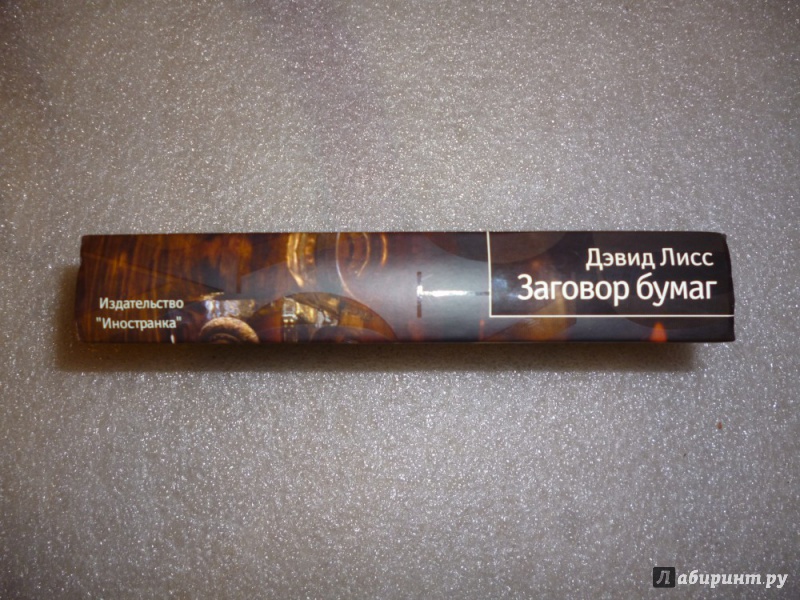 Дэвид Лисс
Заговор бумаг
Издательство
"Иностранка"
Лабиринт.ру